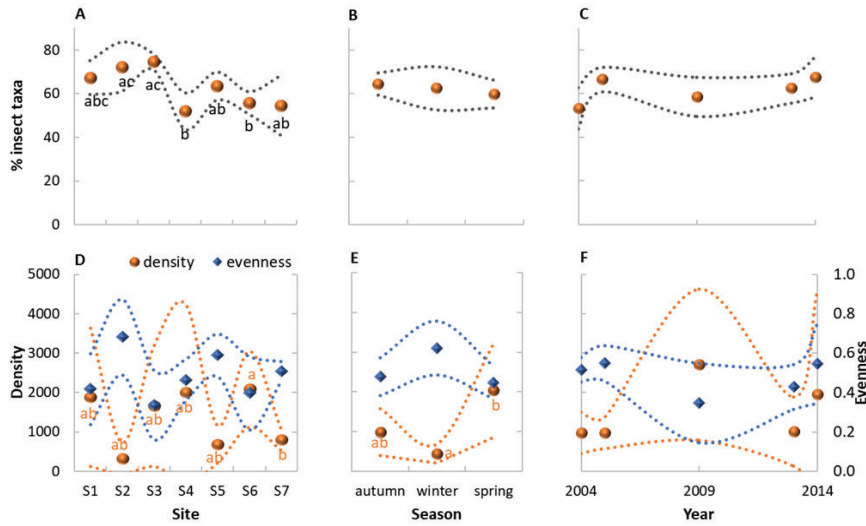 A
B
C
% insect taxa
80
60
40
20
0
abc
ac
ac
b
ab
b
ab
D
density
evenness
E
F
Density
5000
4000
3000
2000
1000
0
ab
ab
ab
ab
ab
a
b
S1 S2 S3 S4 S5 S6 S7
Site
ab
a
b
autumn winter spring
Season
2004 2009 2014
Year
1.0
0.8
0.6
0.4
0.2
0.0
Evenness